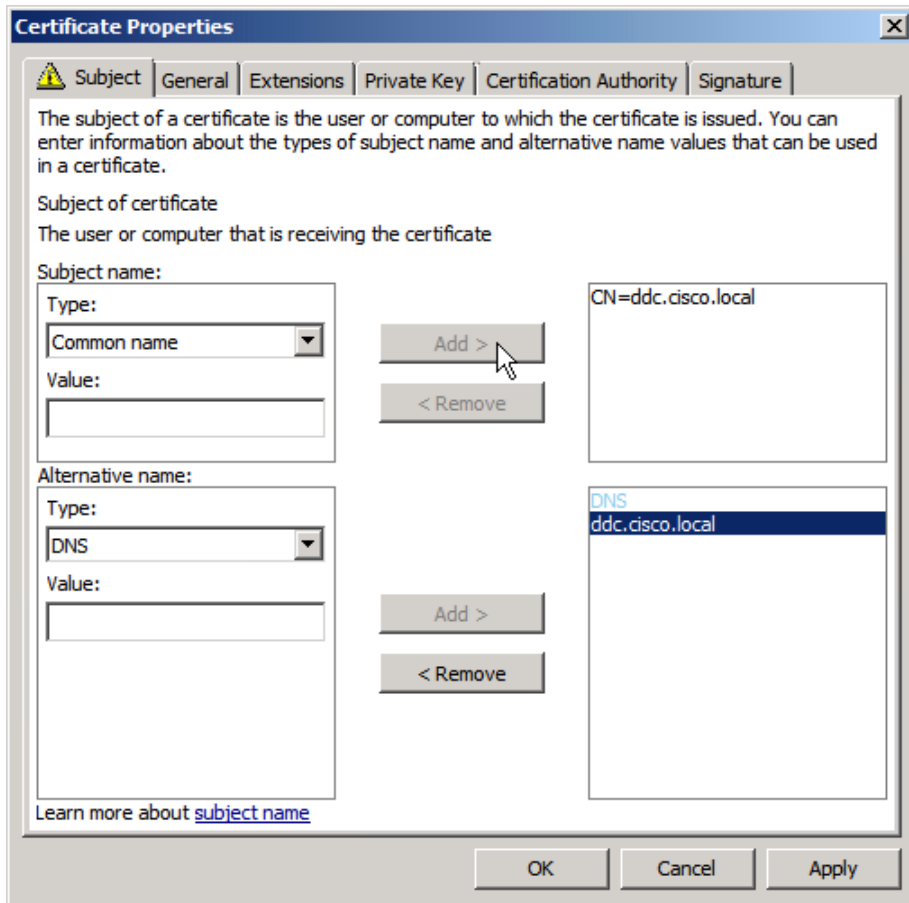 Certificate Properties
Subject General Extensions Private Key Certification Authority Signature
The subject of a certificate is the user or computer to which the certificate is issued. You can
enter information about the types of subject name and alternative name values that can be used
in a certificate.
Subject of certificate
The user or computer that is receiving the certificate
Subject name:
Type:
Common name
Value:
Add >
< Remove
CN=ddc.cisco.local
Alternative name:
Type:
DNS
Value:
Add >
< Remove
DNS
ddc.cisco.local
Learn more about subject name
OK Cancel Apply